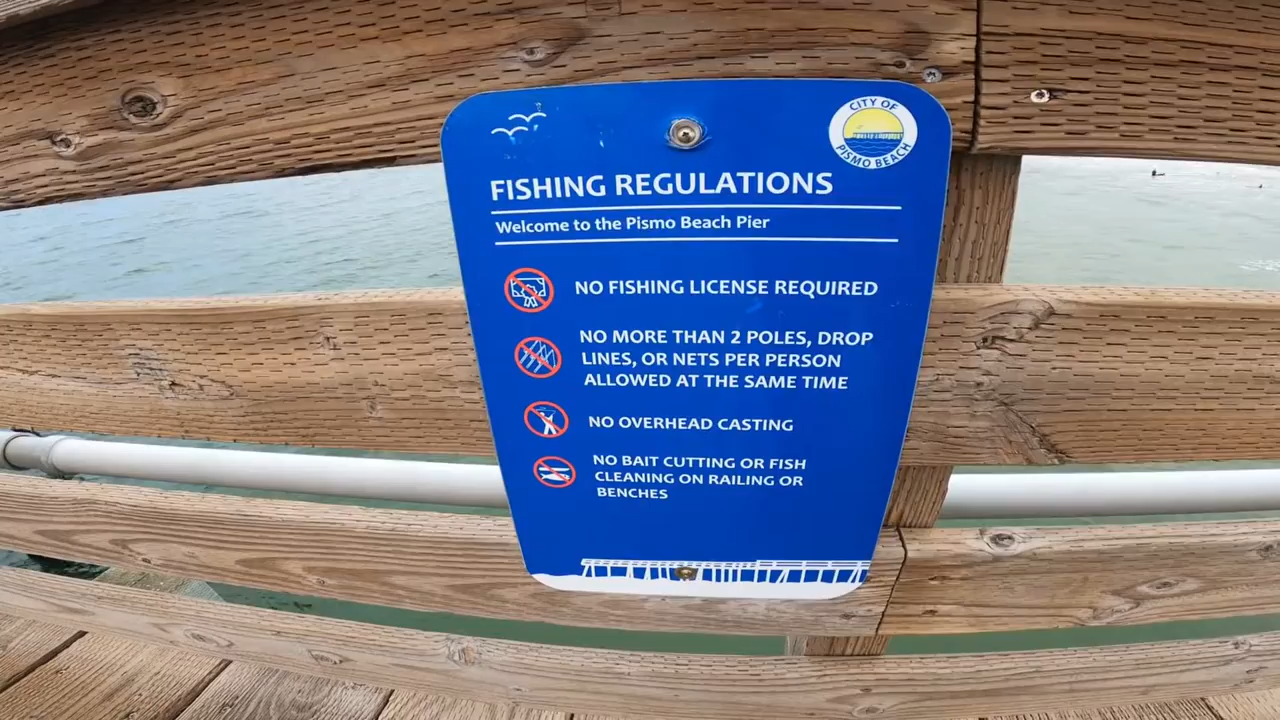 CITY OF
PISMO BEACH
FISHING REGULATIONS
Welcome to the Pismo Beach Pier
NO FISHING LICENSE REQUIRED
NO MORE THAN 2 POLES, DROP
LINES, OR NETS PER PERSON
ALLOWED AT THE SAME TIME
NO OVERHEAD CASTING
NO BAIT CUTTING OR FISH
CLEANING ON RAILING OR
BENCHES